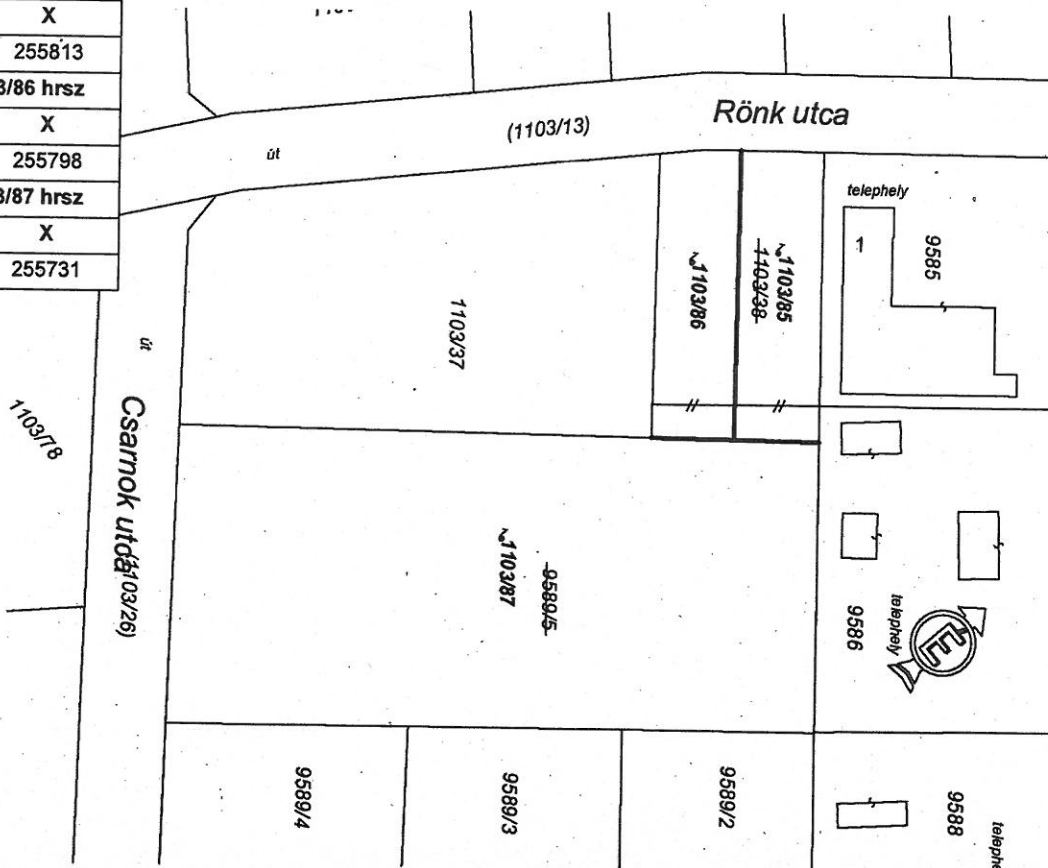 X
255813
3/86 hrsz
X
255798
3/87 hrsz
X
255731
Rönk utca
(1103/13)
út
telephely
1
9585
1103/85
1103/38
1103/86
1103/37
út
Csarnok utca
(1103/26)
1103/78
1103/87
9589/5
telephely
9586
É
9589/4
9589/3
9589/2
9588
telephe